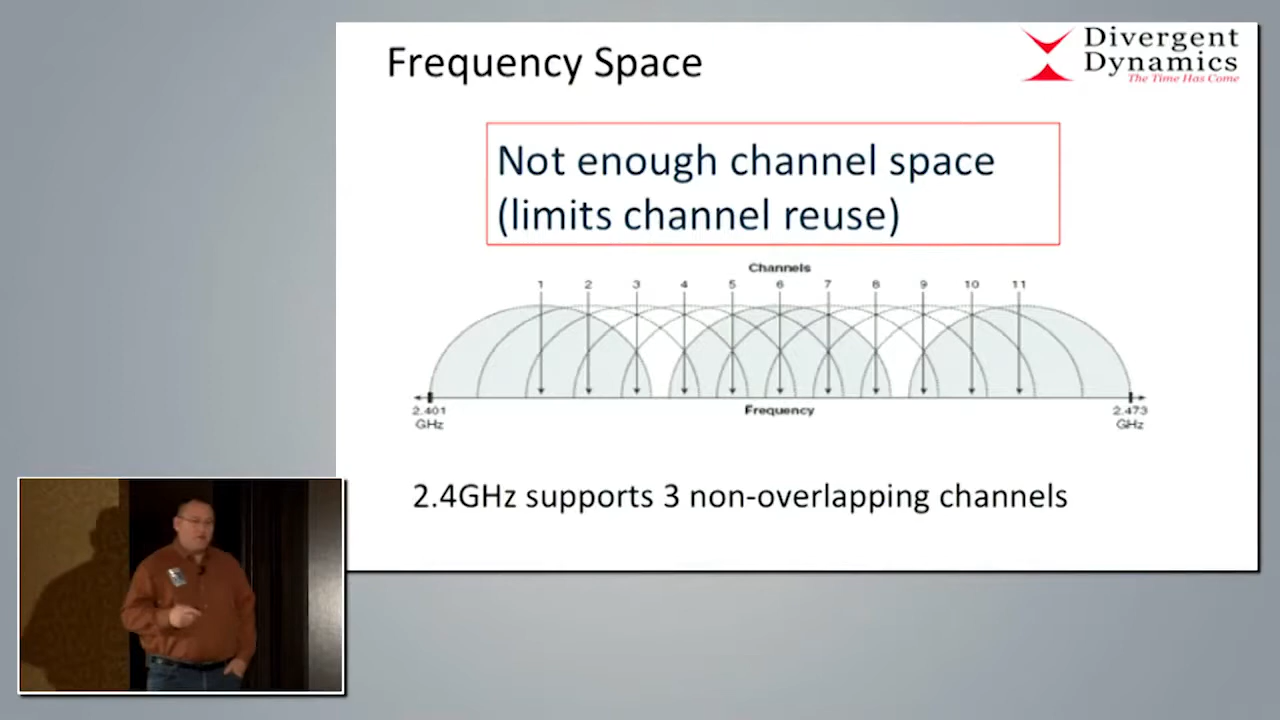 Frequency Space
Divergent
Dynamics
The Time Has Come
Not enough channel space
(limits channel reuse)
Channels
1 2 3 4 5 6 7 8 9 10 11
2.401
GHz
Frequency
2.473
GHz
2.4GHz supports 3 non-overlapping channels